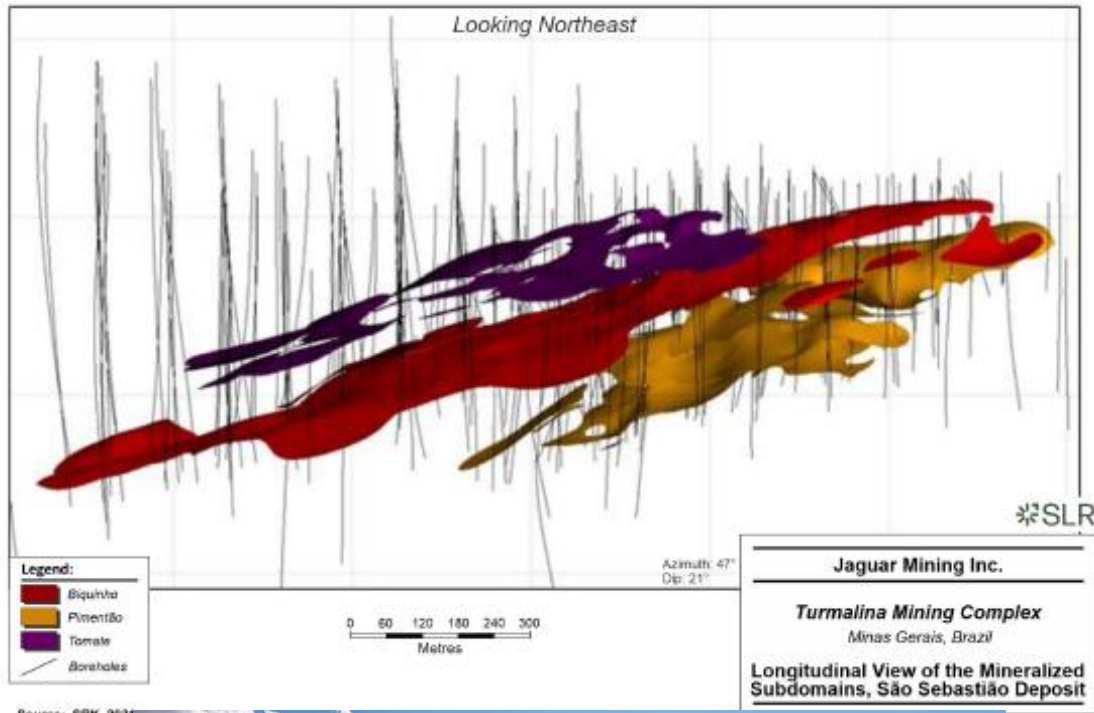 Looking Northeast
SLR
Azimuth: 47°
Dip: 21°
Legend:
Biquinha
Pimentão
Tomate
Boreholes
0 60 120 180 240 300
Metres
Jaguar Mining Inc.
Turmalina Mining Complex
Minas Gerais, Brazil
Longitudinal View of the Mineralized
Subdomains, São Sebastião Deposit